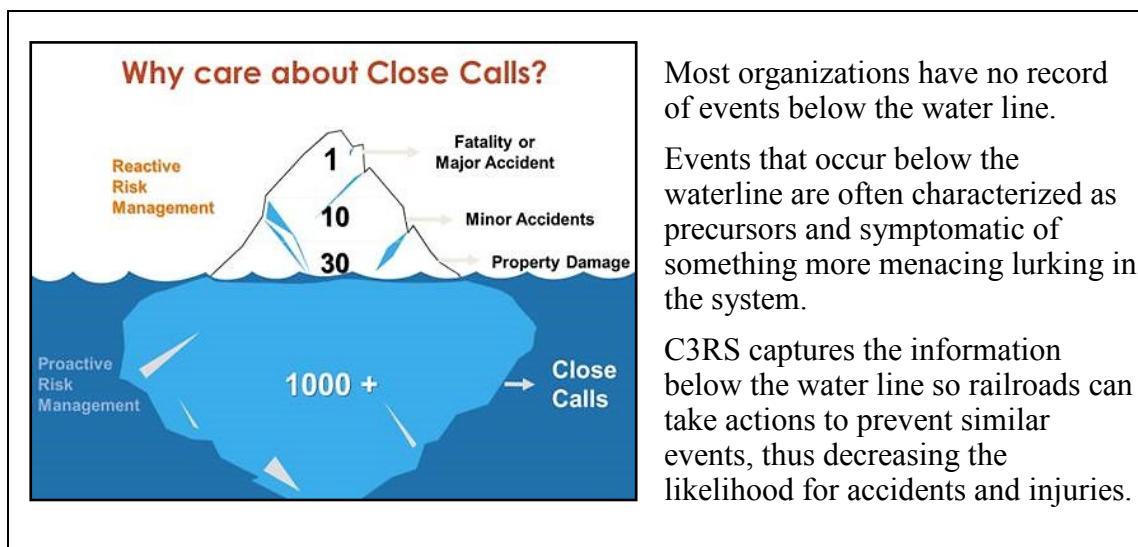 Why care about Close Calls?
Reactive
Risk
Management
1
Fatality or
Major Accident
10
Minor Accidents
30
Property Damage
Proactive
Risk
Management
1000 +
Close
Calls
Most organizations have no record
of events below the water line.
Events that occur below the
waterline are often characterized as
precursors and symptomatic of
something more menacing lurking in
the system.
C3RS captures the information
below the water line so railroads can
take actions to prevent similar
events, thus decreasing the
likelihood for accidents and injuries.